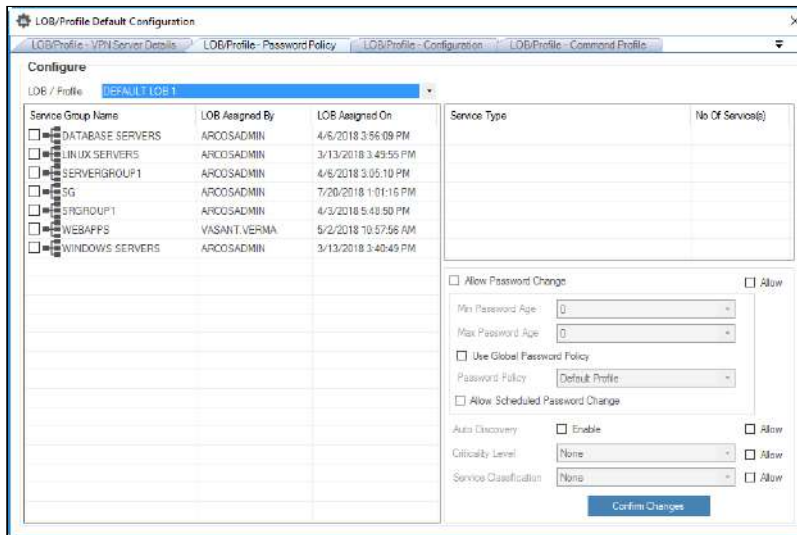 LOB/Profile Default Configuration
LOB/Profile - VPN Server Details LOB/Profile - Password Policy LOB/Profile - Configuration LOB/Profile - Command Profile
Configure
LOB / Profile DEFAULT LOB 1
Service Group Name LOB Assigned By LOB Assigned On Service Type No Of Service(s)
DATABASE SERVERS ARCOSADMIN 4/6/2018 3:56:09 PM
LINUX SERVERS ARCOSADMIN 3/13/2018 3:49:55 PM
SERVERGROUP1 ARCOSADMIN 4/6/2018 3:05:10 PM
SG ARCOSADMIN 7/20/2018 1:01:16 PM
SRGROUP1 ARCOSADMIN 4/3/2018 5:48:50 PM
WEBAPPS VASANT.VERMA 5/2/2018 10:57:56 AM
WINDOWS SERVERS ARCOSADMIN 3/13/2018 3:40:49 PM
Allow Password Change Allow
Min Password Age 0
Max Password Age 0
Use Global Password Policy
Password Policy Default Profile
Allow Scheduled Password Change
Auto Discovery Enable Allow
Criticality Level None Allow
Service Classification None Allow
Confirm Changes